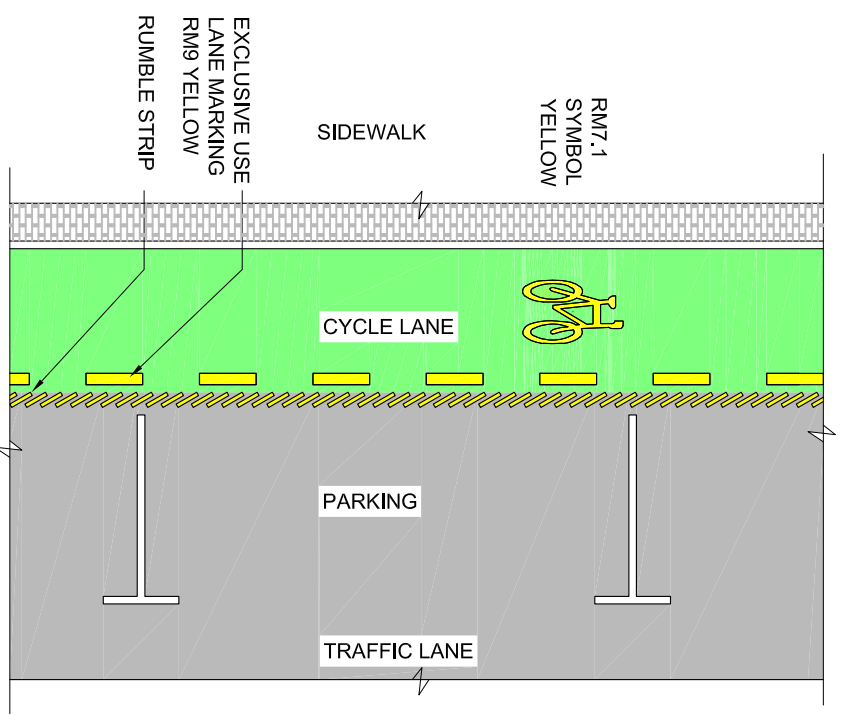 RUMBLE STRIP
EXCLUSIVE USE
LANE MARKING
RM9 YELLOW
SIDEWALK
RM7.1
SYMBOL
YELLOW
CYCLE LANE
PARKING
TRAFFIC LANE